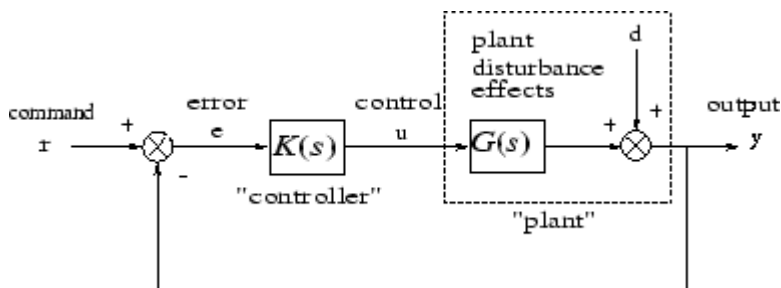 plant
disturbance
effects
d
command
r
+
-
error
e
K(s)
"controller"
control
u
G(s)
+
+
"plant"
output
y